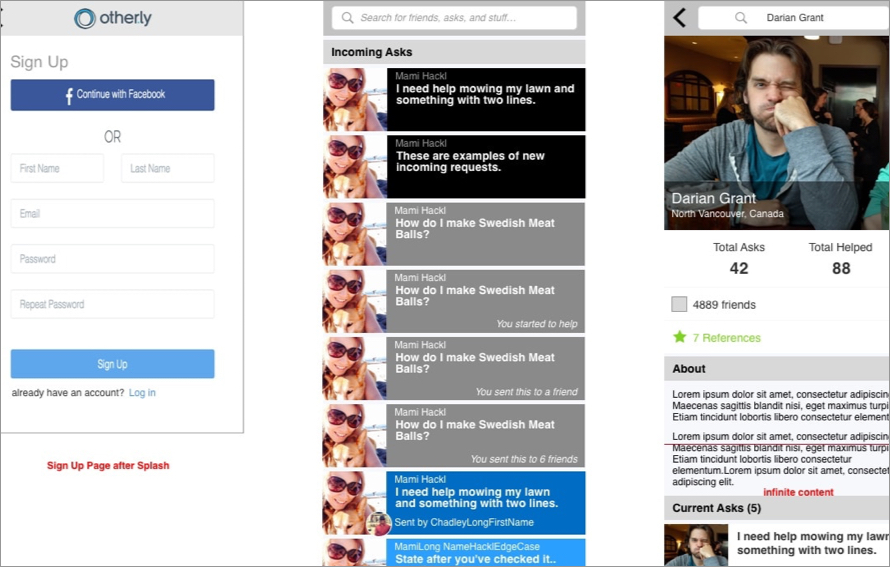 otherly
Sign Up
f Continue with Facebook
OR
First Name
Last Name
Email
Password
Repeat Password
Sign Up
already have an account? Log in
Sign Up Page after Splash
Search for friends, asks, and stuff...
Incoming Asks
Mami Hackl
I need help mowing my lawn and
something with two lines.
Mami Hackl
These are examples of new
incoming requests.
Mami Hackl
How do I make Swedish Meat
Balls?
Mami Hackl
How do I make Swedish Meat
Balls?
You started to help
Mami Hackl
How do I make Swedish Meat
Balls?
You sent this to a friend
Mami Hackl
How do I make Swedish Meat
Balls?
You sent this to 6 friends
Mami Hackl
I need help mowing my lawn
and something with two lines.
Sent by ChadleyLongFirstName
MamiLong NameHacklEdgeCase
State after you've checked it..
Darian Grant
Darian Grant
North Vancouver, Canada
Total Asks
42
Total Helped
88
4889 friends
7 References
About
Lorem ipsum dolor sit amet, consectetur adipiscin
Maecenas sagittis blandit nisi, eget maximus turpi
Etiam tincidunt lobortis libero consectetur element
Lorem ipsum dolor sit amet, consectetur adipiscin
Maecenas sagittis blandit nisi, eget maximus turpi
Etiam tincidunt lobortis libero consectetur
elementum.Lorem ipsum dolor sit amet, consectet
adipiscing elit.
infinite content
Current Asks (5)
I need help mowing my lawn
something with two lines.